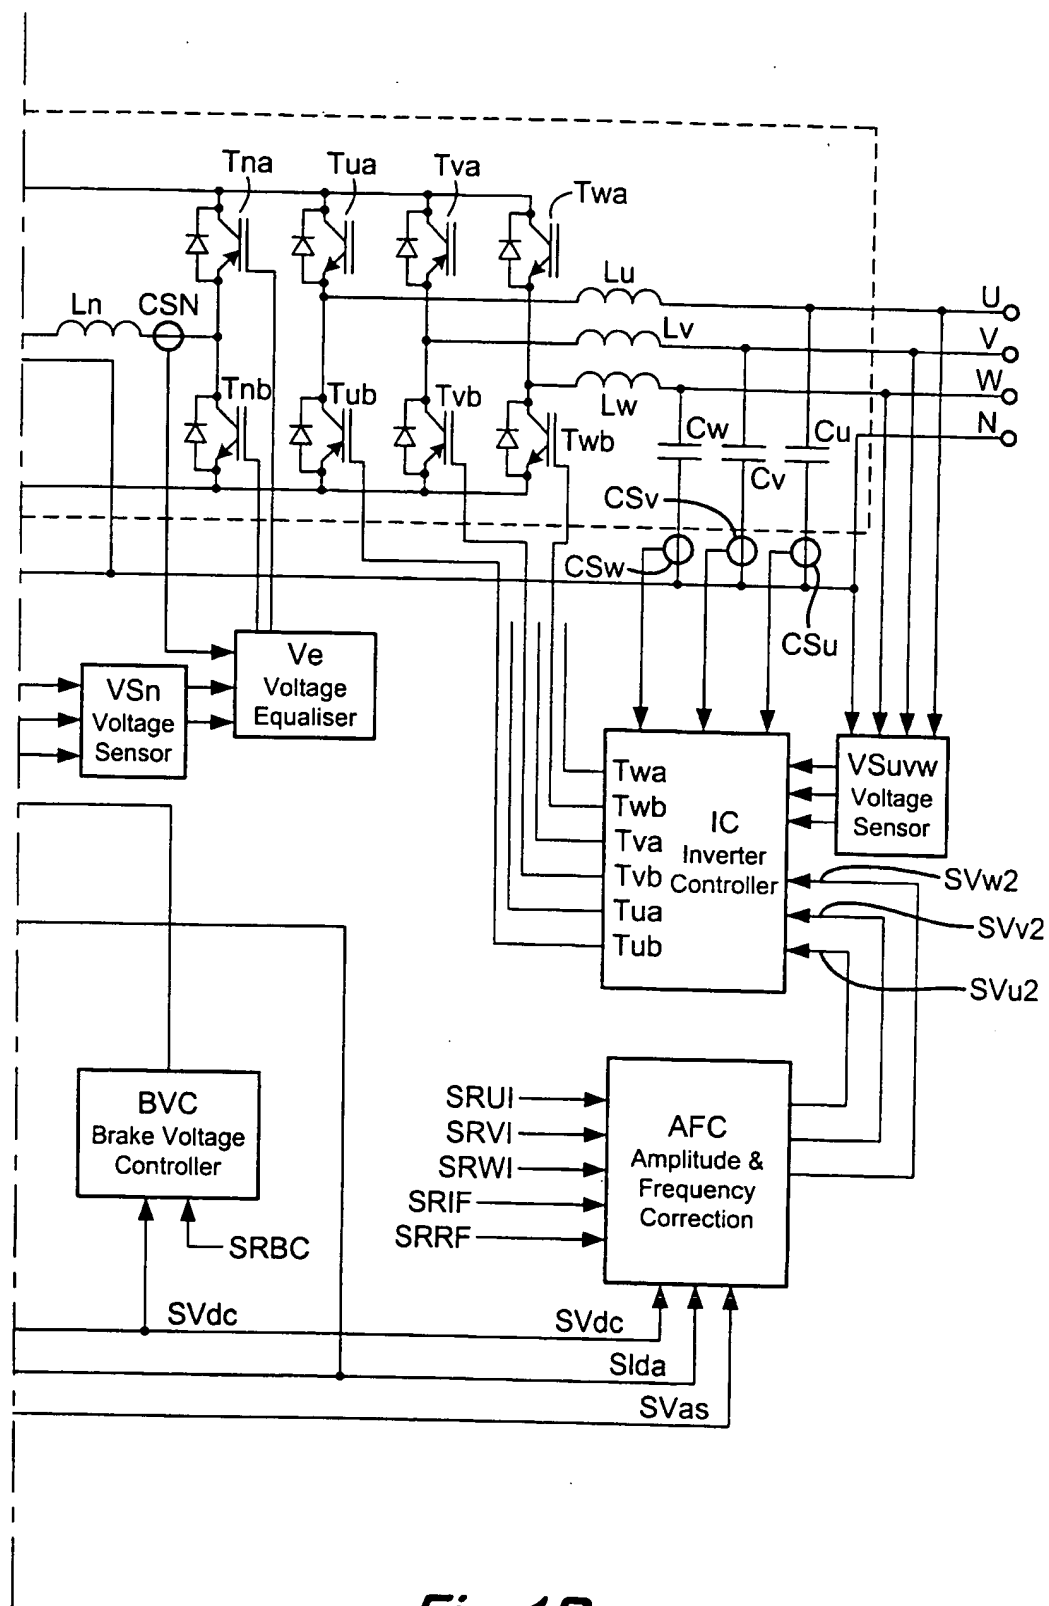 Tna
Tua
Tva
Twa
Ln
CSN
Lu
U
Lv
V
Lw
W
N
Tnb
Tub
Tvb
Twb
Cw
Cv
Cu
CSv
CSw
CSu
Ve
Voltage
Equaliser
VSn
Voltage
Sensor
Twa
Twb
Tva
Tvb
Tua
Tub
IC
Inverter
Controller
VSuvw
Voltage
Sensor
SVw2
SVv2
SVu2
BVC
Brake Voltage
Controller
SRBC
SRUI
SRVI
SRWI
SRIF
SRRF
AFC
Amplitude &
Frequency
Correction
SVdc
SVdc
SIda
SVas